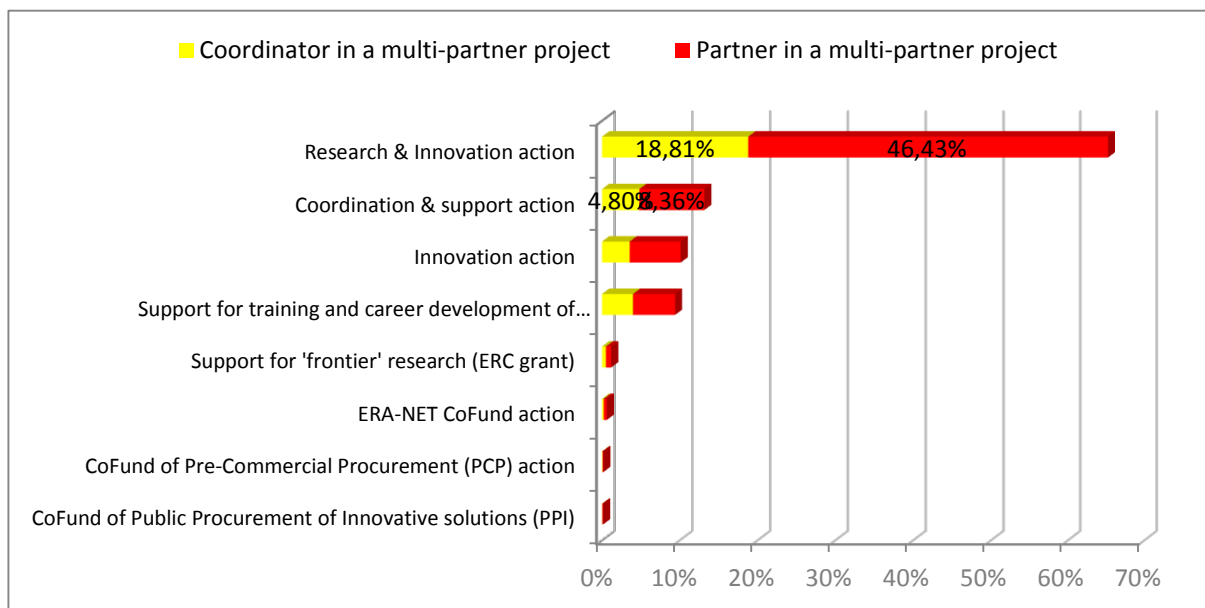 Coordinator in a multi-partner project Partner in a multi-partner project
Research & Innovation action 18,81% 46,43%
Coordination & support action 4,80% 8,36%
Innovation action
Support for training and career development of...
Support for 'frontier' research (ERC grant)
ERA-NET CoFund action
CoFund of Pre-Commercial Procurement (PCP) action
CoFund of Public Procurement of Innovative solutions (PPI)
0% 10% 20% 30% 40% 50% 60% 70%